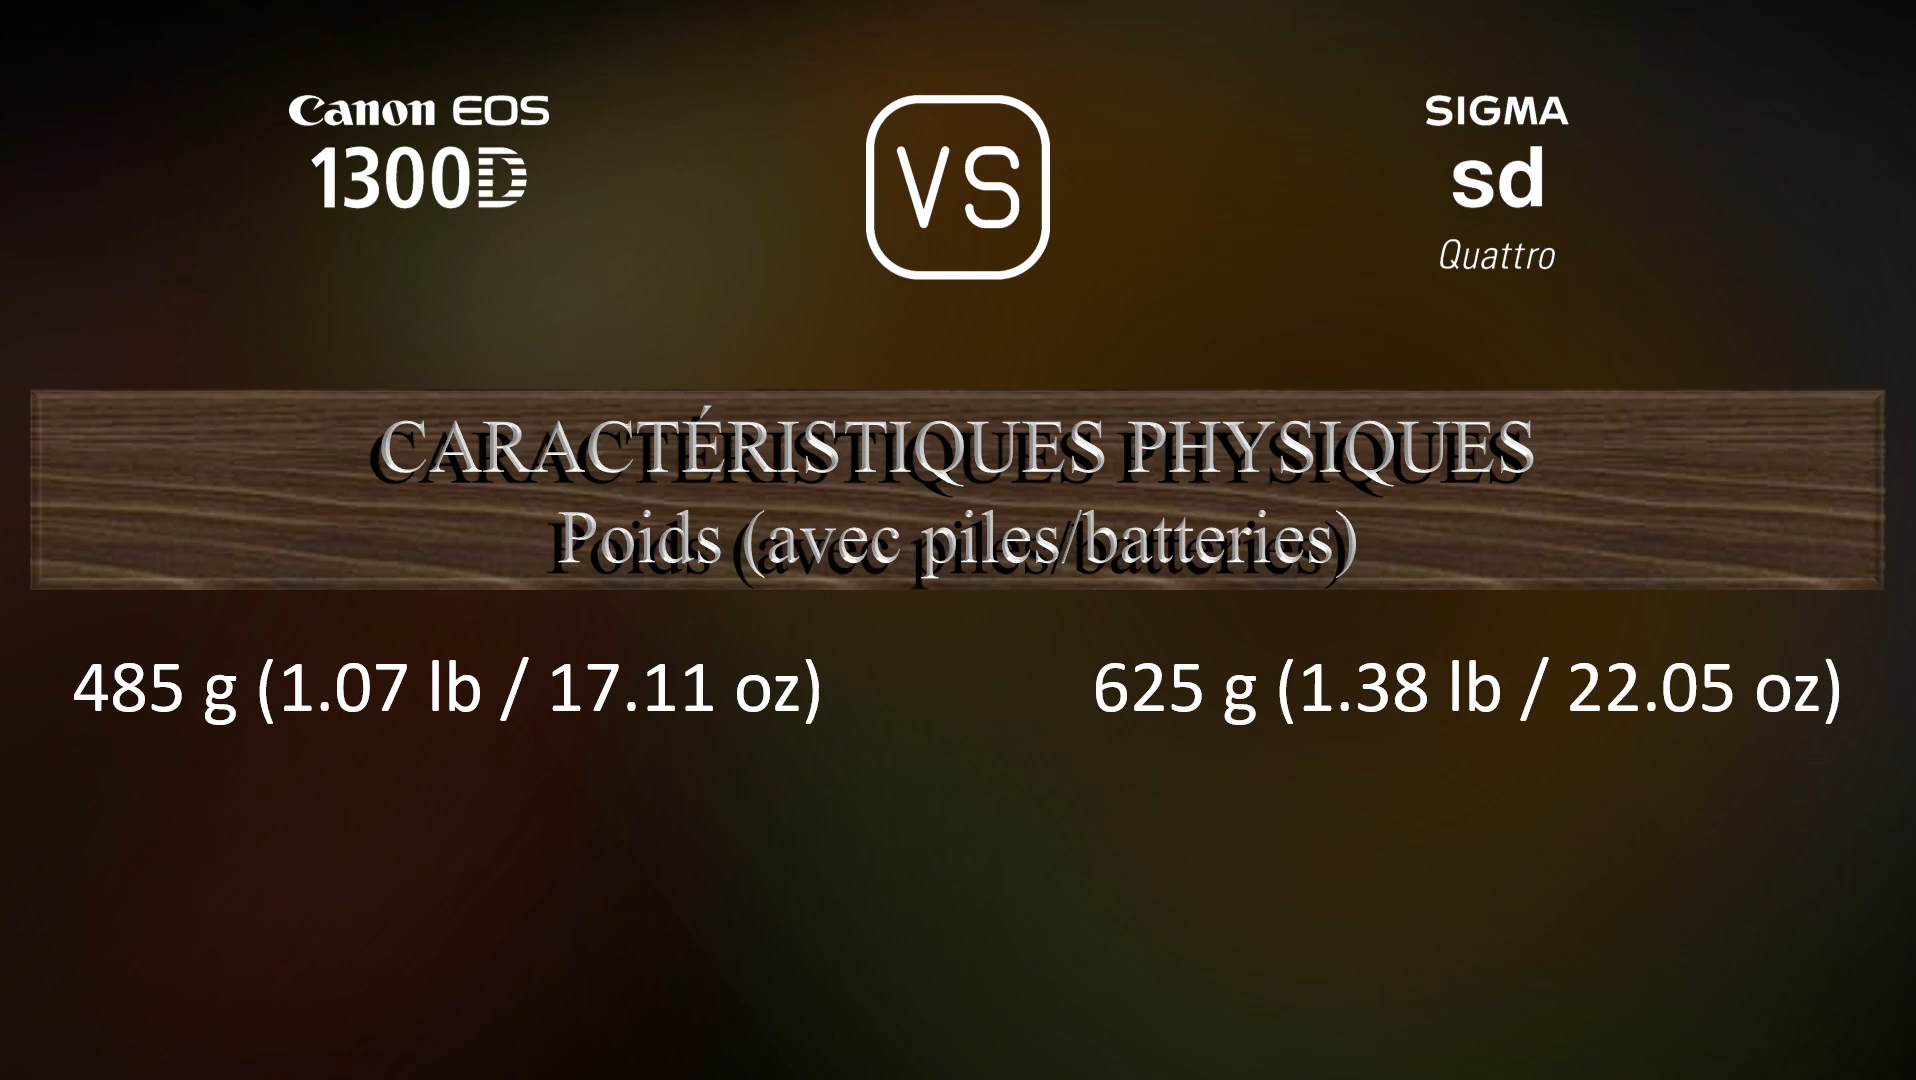 Canon EOS
1300D
VS
SIGMA
sd
Quattro
CARACTÉRISTIQUES PHYSIQUES
Poids (avec piles/batteries)
485 g (1.07 lb / 17.11 oz)
625 g (1.38 lb / 22.05 oz)